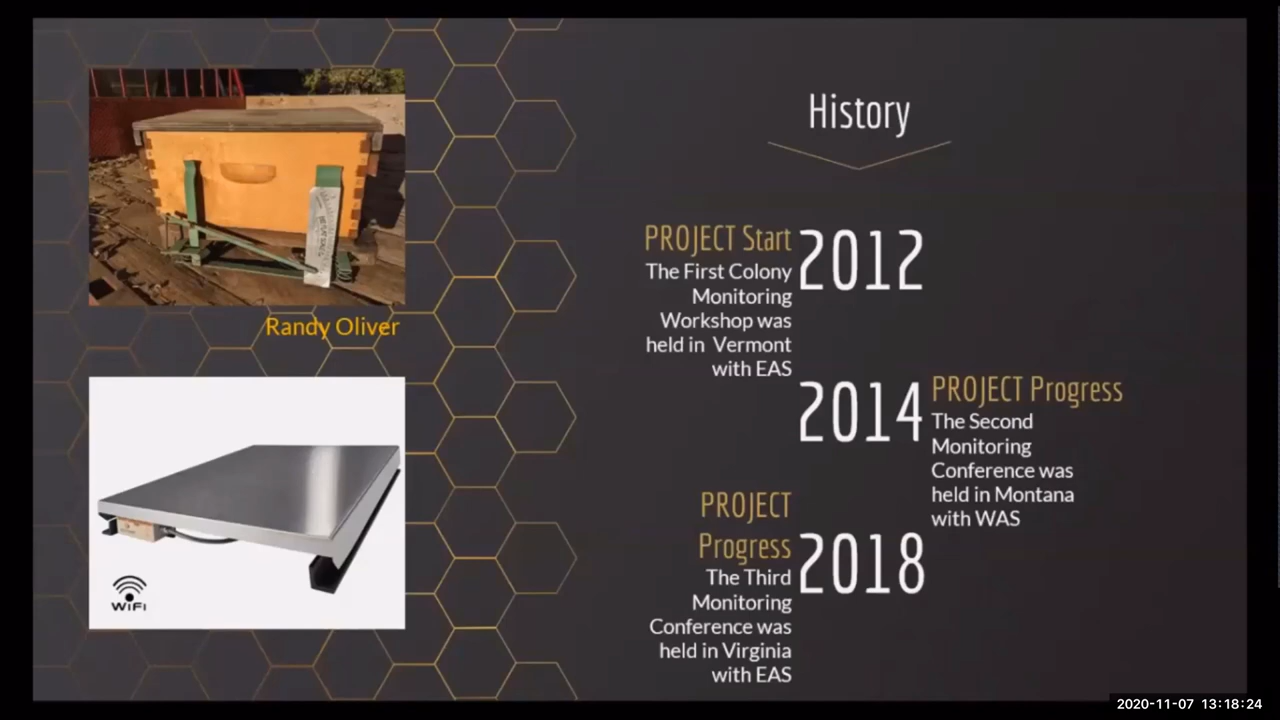 Randy Oliver
WiFi
History
PROJECT Start
2012
The First Colony
Monitoring
Workshop was
held in Vermont
with EAS
2014
PROJECT Progress
The Second
Monitoring
Conference was
held in Montana
with WAS
PROJECT
Progress
2018
The Third
Monitoring
Conference was
held in Virginia
with EAS
2020-11-07 13:18:24